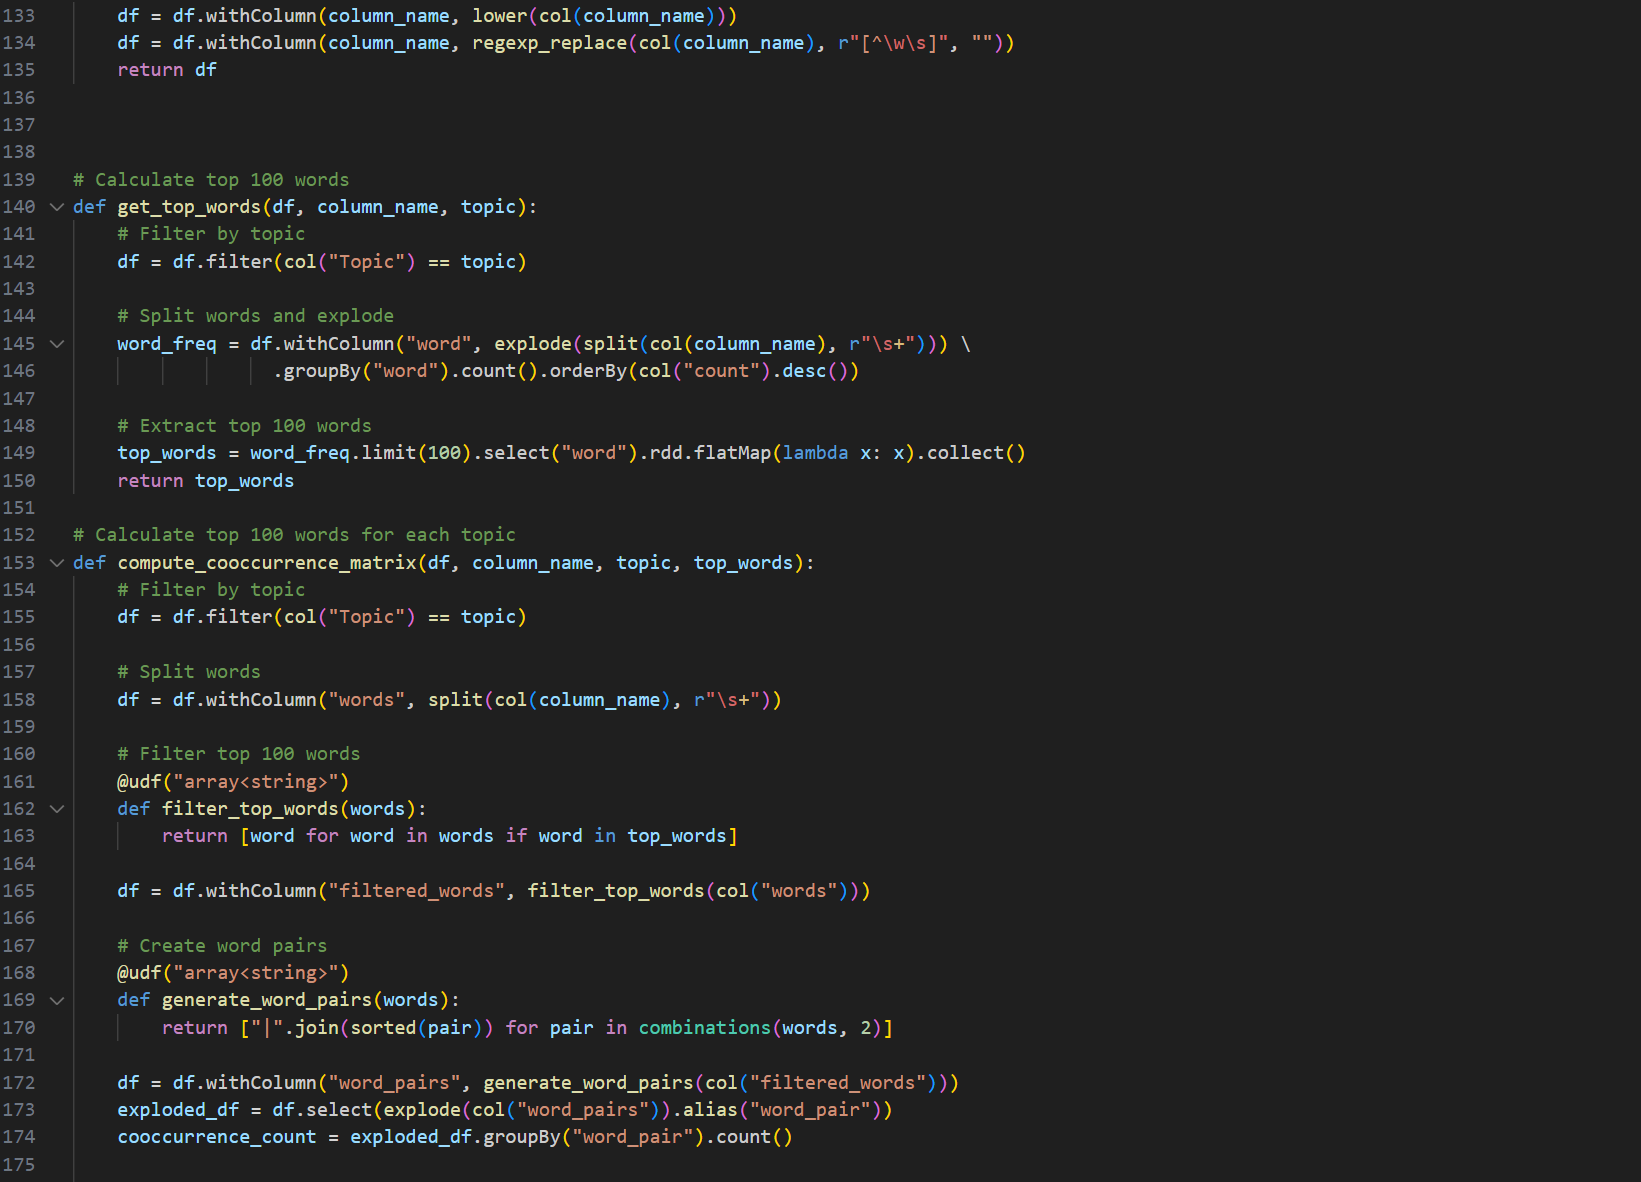 133 df = df.withColumn(column_name, lower(col(column_name)))
134 df = df.withColumn(column_name, regexp_replace(col(column_name), r"[^\w\s]", ""))
135 return df
136
137
138
139 # Calculate top 100 words
140 def get_top_words(df, column_name, topic):
141 # Filter by topic
142 df = df.filter(col("Topic") == topic)
143
144 # Split words and explode
145 word_freq = df.withColumn("word", explode(split(col(column_name), r"\s+"))) \
146 .groupBy("word").count().orderBy(col("count").desc())
147
148 # Extract top 100 words
149 top_words = word_freq.limit(100).select("word").rdd.flatMap(lambda x: x).collect()
150 return top_words
151
152 # Calculate top 100 words for each topic
153 def compute_cooccurrence_matrix(df, column_name, topic, top_words):
154 # Filter by topic
155 df = df.filter(col("Topic") == topic)
156
157 # Split words
158 df = df.withColumn("words", split(col(column_name), r"\s+"))
159
160 # Filter top 100 words
161 @udf("array<string>")
162 def filter_top_words(words):
163 return [word for word in words if word in top_words]
164
165 df = df.withColumn("filtered_words", filter_top_words(col("words")))
166
167 # Create word pairs
168 @udf("array<string>")
169 def generate_word_pairs(words):
170 return ["|".join(sorted(pair)) for pair in combinations(words, 2)]
171
172 df = df.withColumn("word_pairs", generate_word_pairs(col("filtered_words")))
173 exploded_df = df.select(explode(col("word_pairs")).alias("word_pair"))
174 cooccurrence_count = exploded_df.groupBy("word_pair").count()
175